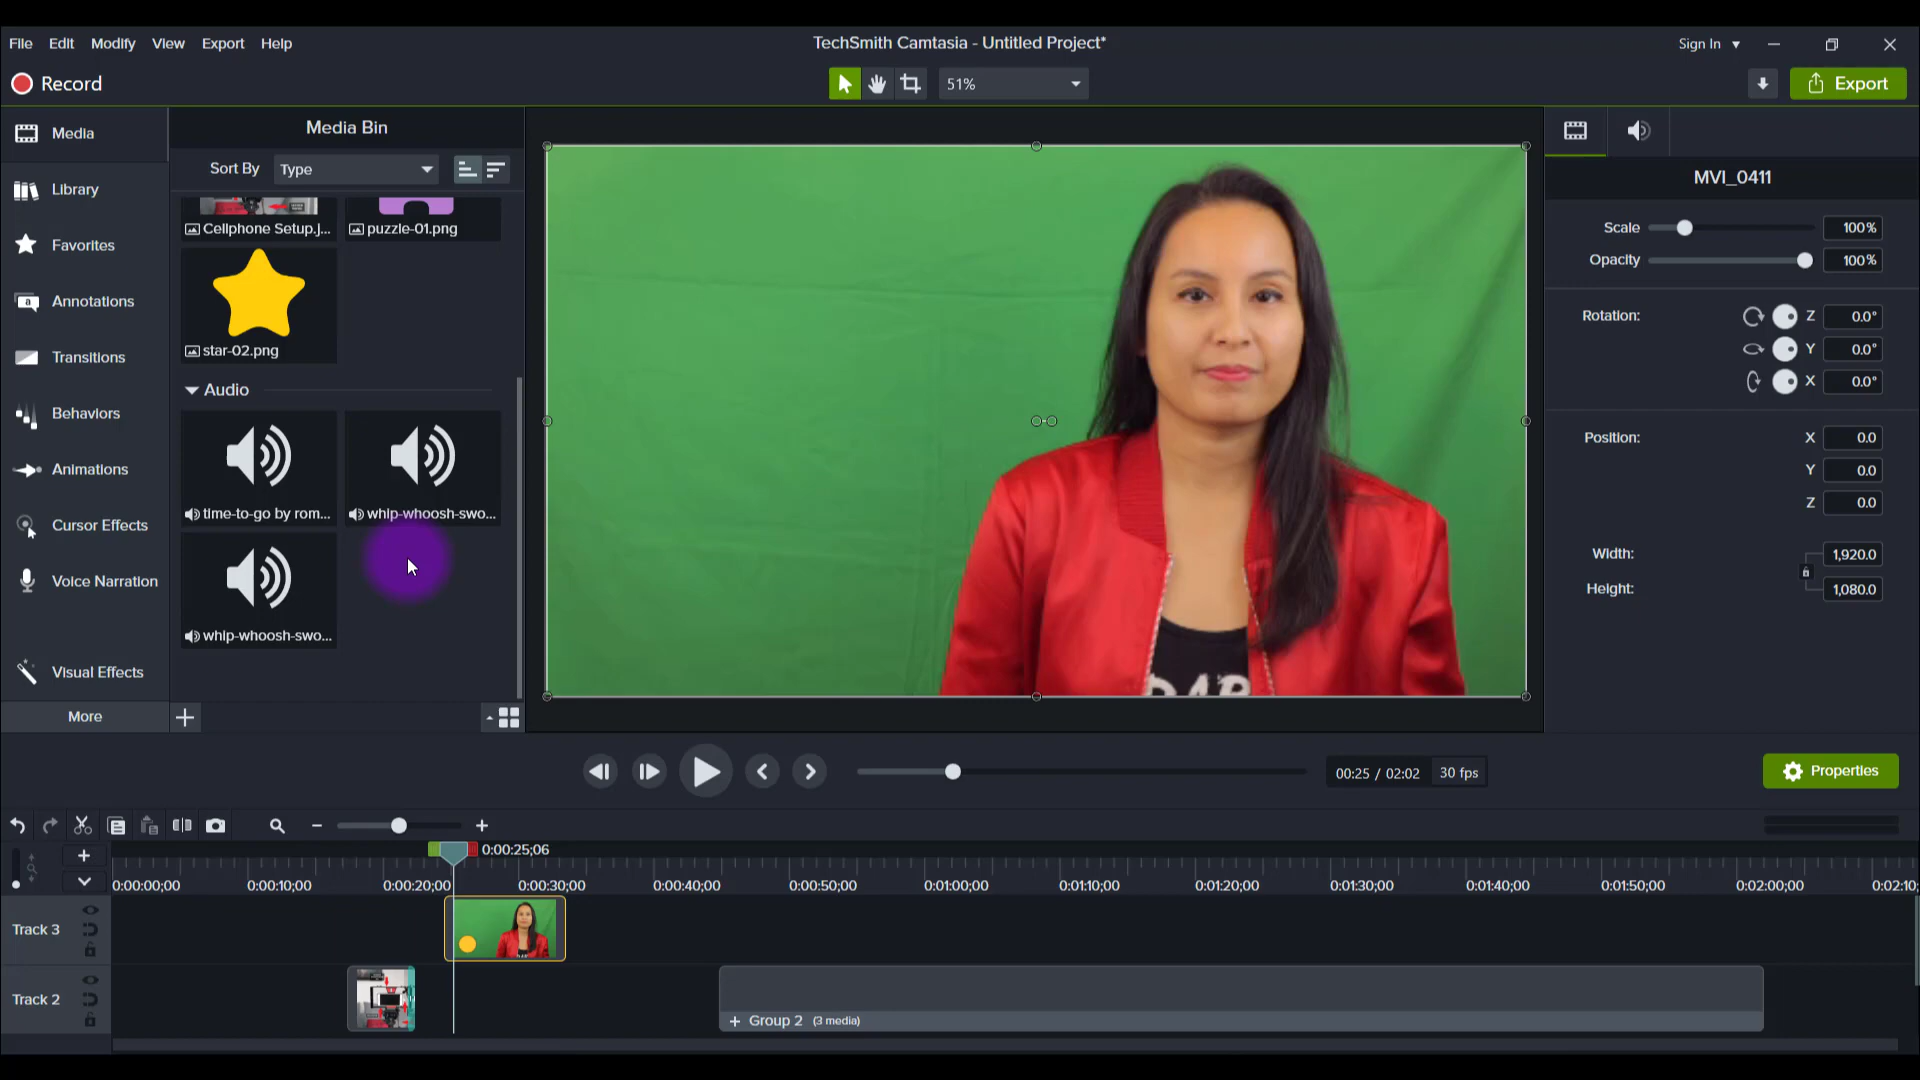 File Edit Modify View Export Help
TechSmith Camtasia - Untitled Project*
Sign In
Record
51%
Export
Media
Library
Favorites
Annotations
Transitions
Behaviors
Animations
Cursor Effects
Voice Narration
Visual Effects
More
Media Bin
Sort By Type
Cellphone Setup.j...
puzzle-01.png
star-02.png
Audio
time-to-go by rom...
whip-whoosh-swo...
whip-whoosh-swo...
MVI_0411
Scale 100%
Opacity 100%
Rotation: Z 0.0°
Y 0.0°
X 0.0°
Position: X 0.0
Y 0.0
Z 0.0
Width: 1,920.0
Height: 1,080.0
00:25 / 02:02 30 fps
Properties
0:00:25;06
0:00:00;00 0:00:10;00 0:00:20;00 0:00:30;00 0:00:40;00 0:00:50;00 0:01:00;00 0:01:10;00 0:01:20;00 0:01:30;00 0:01:40;00 0:01:50;00 0:02:00;00 0:02:10;
Track 3
Track 2
+ Group 2 (3 media)